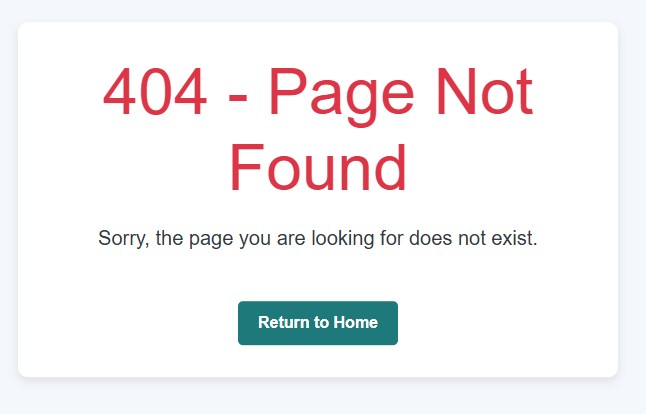 404 - Page Not
Found
Sorry, the page you are looking for does not exist.
Return to Home